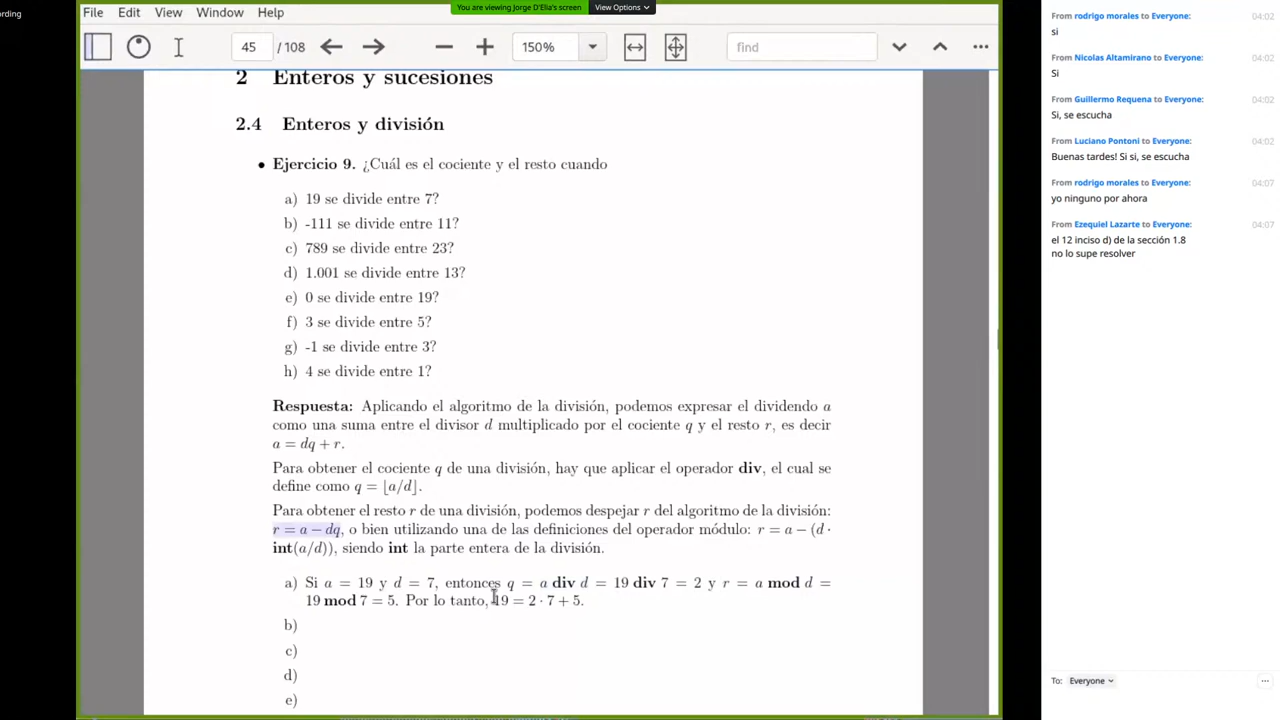 ording
File Edit View Window Help
You are viewing Jorge D'Elia's screen
View Options
45 / 108
150%
find
2 Enteros y sucesiones
2.4 Enteros y división
• Ejercicio 9. ¿Cuál es el cociente y el resto cuando
a) 19 se divide entre 7?
b) -111 se divide entre 11?
c) 789 se divide entre 23?
d) 1.001 se divide entre 13?
e) 0 se divide entre 19?
f) 3 se divide entre 5?
g) -1 se divide entre 3?
h) 4 se divide entre 1?
Respuesta: Aplicando el algoritmo de la división, podemos expresar el dividendo a
como una suma entre el divisor d multiplicado por el cociente q y el resto r, es decir
a = dq + r.
Para obtener el cociente q de una división, hay que aplicar el operador div, el cual se
define como q = ⌊a/d⌋.
Para obtener el resto r de una división, podemos despejar r del algoritmo de la división:
r = a − dq, o bien utilizando una de las definiciones del operador módulo: r = a − (d ·
int(a/d)), siendo int la parte entera de la división.
a) Si a = 19 y d = 7, entonces q = a div d = 19 div 7 = 2 y r = a mod d =
19 mod 7 = 5. Por lo tanto, 19 = 2 · 7 + 5.
b)
c)
d)
e)
From rodrigo morales to Everyone: 04:02
si
From Nicolas Altamirano to Everyone: 04:02
Si
From Guillermo Requena to Everyone: 04:02
Si, se escucha
From Luciano Pontoni to Everyone: 04:02
Buenas tardes! Si si, se escucha
From rodrigo morales to Everyone: 04:07
yo ninguno por ahora
From Ezequiel Lazarte to Everyone: 04:07
el 12 inciso d) de la sección 1.8
no lo supe resolver
To: Everyone